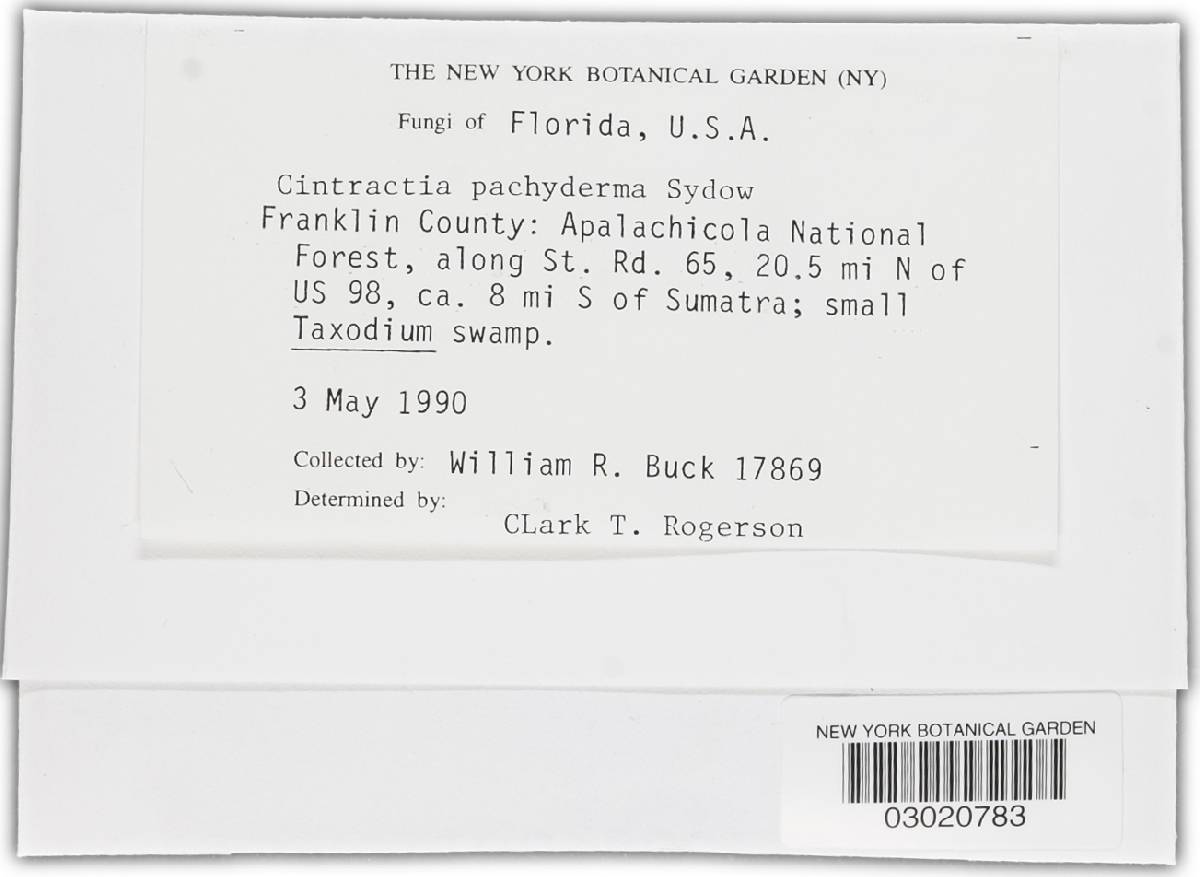 THE NEW YORK BOTANICAL GARDEN (NY)
Fungi of Florida, U.S.A.
Cintractia pachyderma Sydow
Franklin County: Apalachicola National
Forest, along St. Rd. 65, 20.5 mi N of
US 98, ca. 8 mi S of Sumatra; small
Taxodium swamp.
3 May 1990
Collected by: William R. Buck 17869
Determined by:
CLark T. Rogerson
NEW YORK BOTANICAL GARDEN
03020783